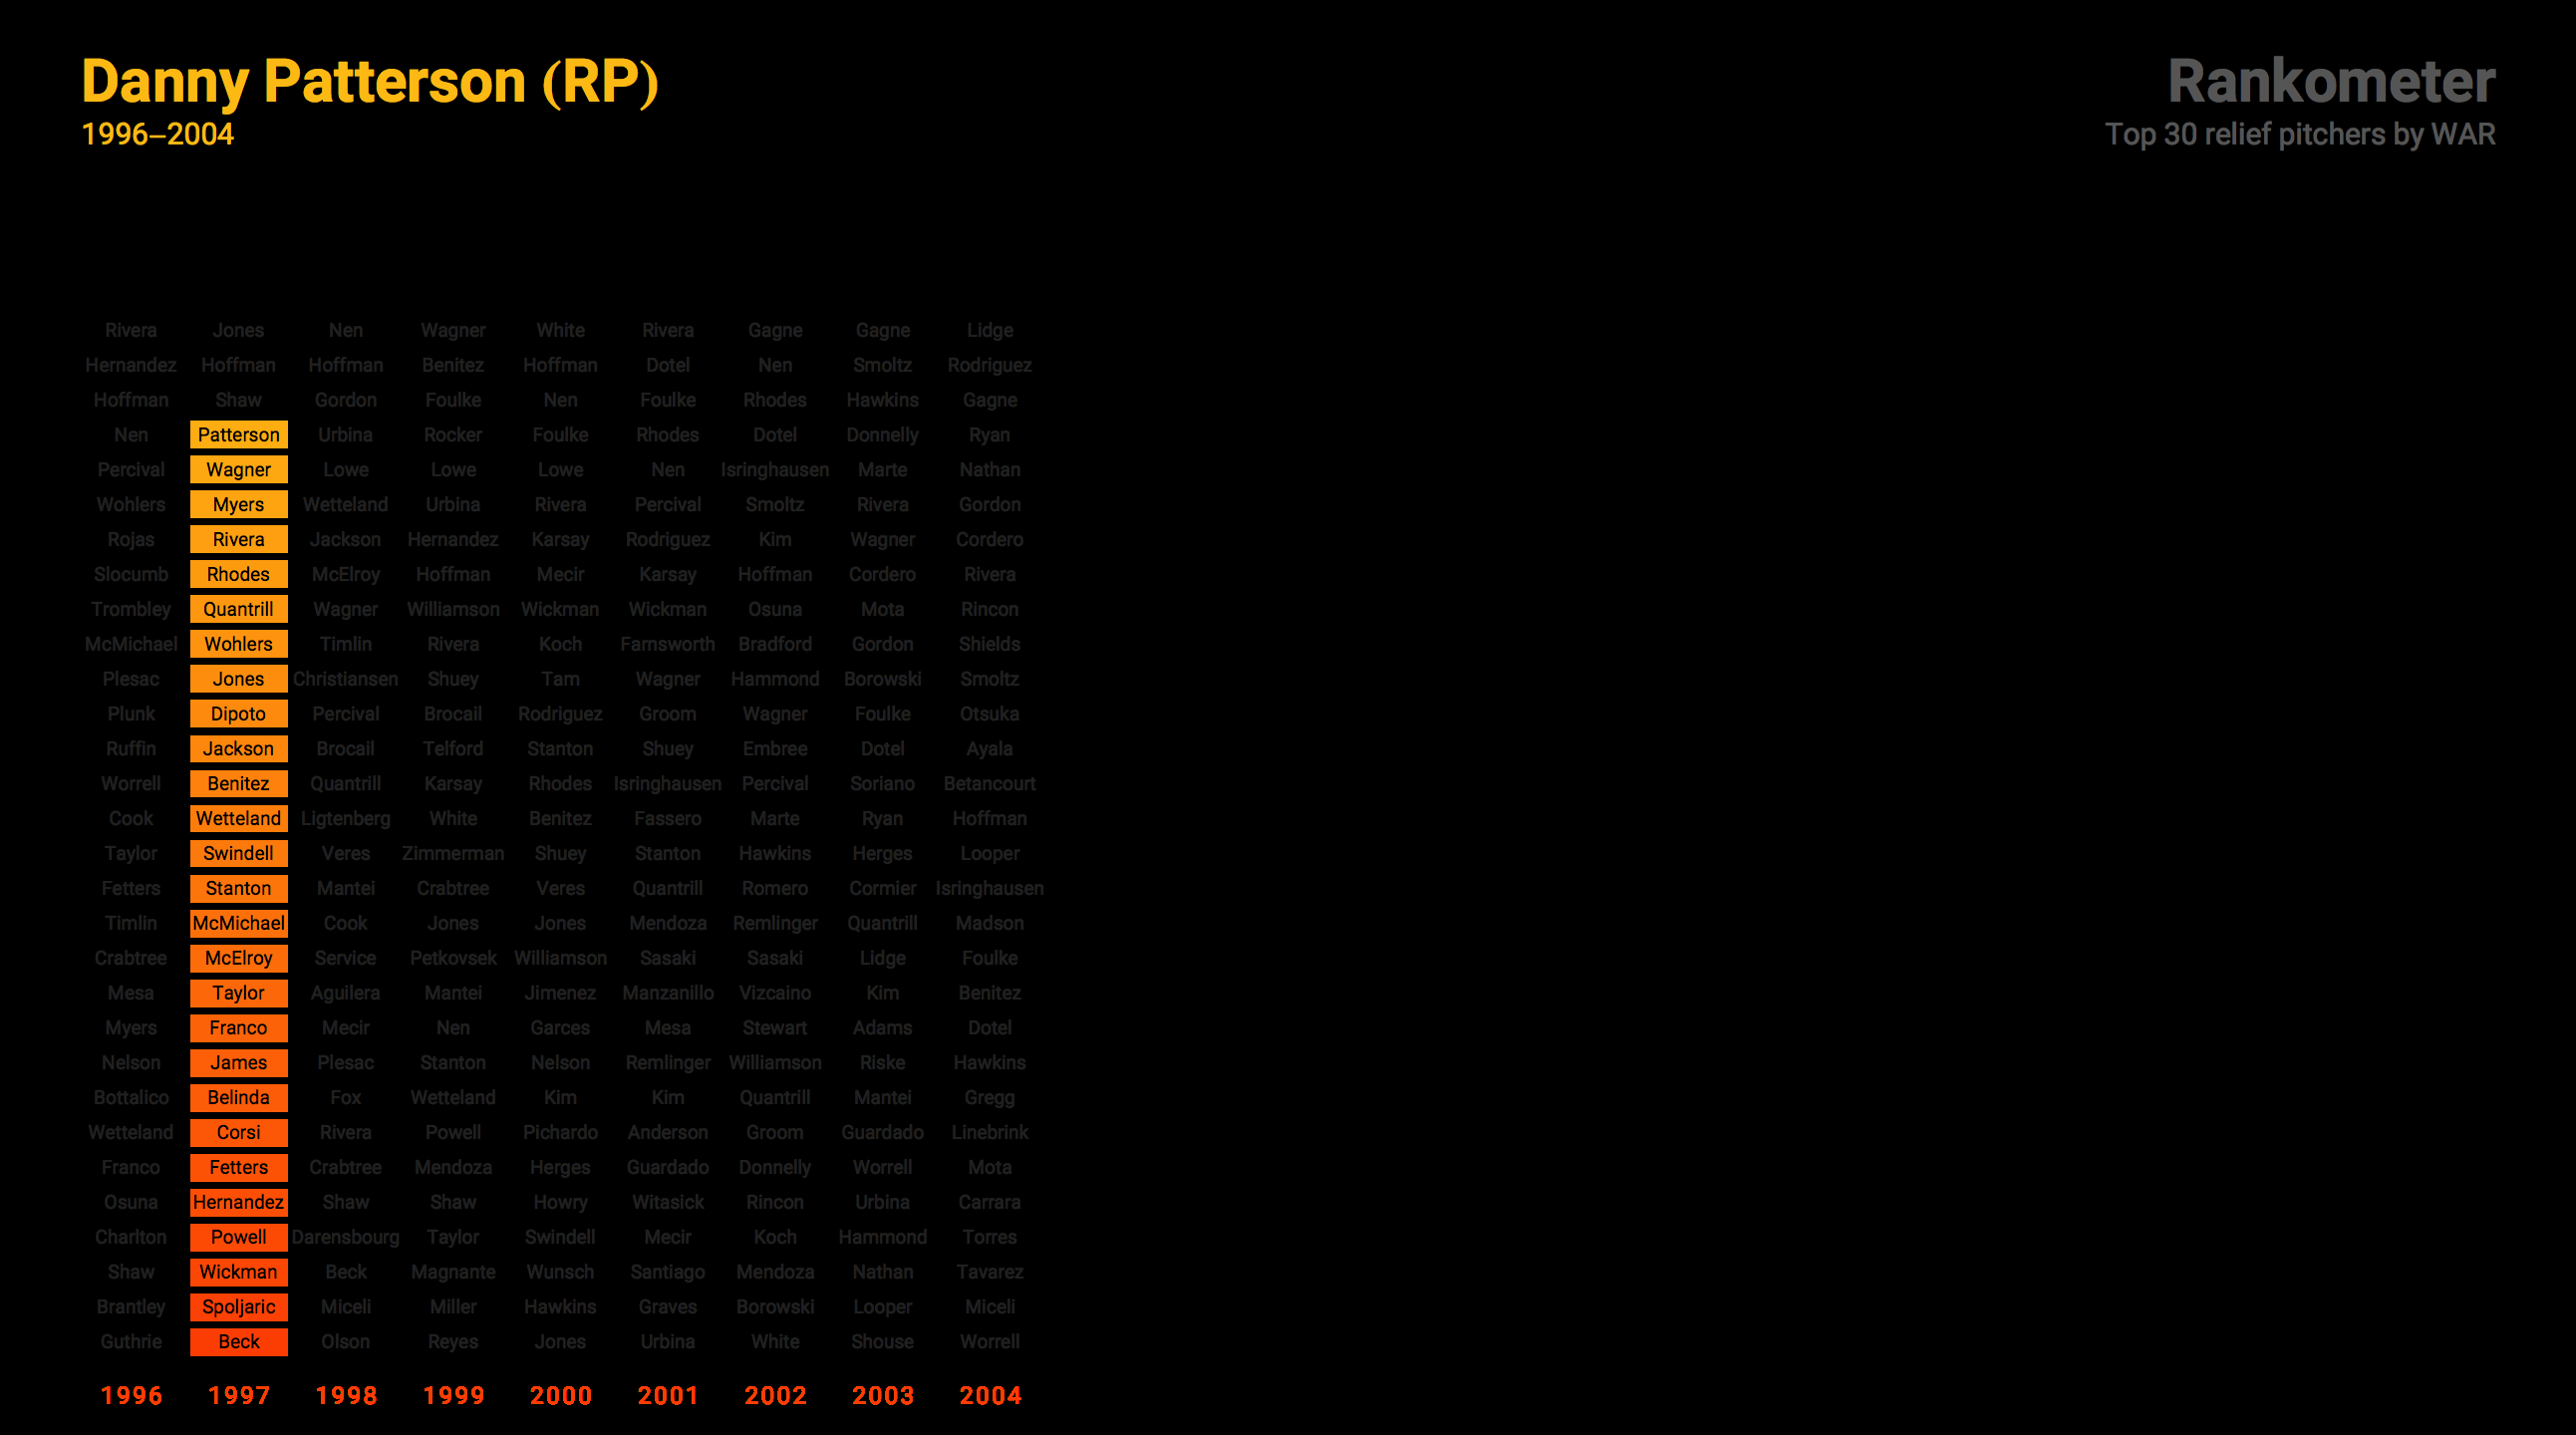 Danny Patterson (RP)
1996–2004
Rankometer
Top 30 relief pitchers by WAR
Rivera Jones Nen Wagner White Rivera Gagne Gagne Lidge
Hernandez Hoffman Hoffman Benitez Hoffman Dotel Nen Smoltz Rodriguez
Hoffman Shaw Gordon Foulke Nen Foulke Rhodes Hawkins Gagne
Nen Patterson Urbina Rocker Foulke Rhodes Dotel Donnelly Ryan
Percival Wagner Lowe Lowe Lowe Nen Isringhausen Marte Nathan
Wohlers Myers Wetteland Urbina Rivera Percival Smoltz Rivera Gordon
Rojas Rivera Jackson Hernandez Karsay Rodriguez Kim Wagner Cordero
Slocumb Rhodes McElroy Hoffman Mecir Karsay Hoffman Cordero Rivera
Trombley Quantrill Wagner Williamson Wickman Wickman Osuna Mota Rincon
McMichael Wohlers Timlin Rivera Koch Farnsworth Bradford Gordon Shields
Plesac Jones Christiansen Shuey Tam Wagner Hammond Borowski Smoltz
Plunk Dipoto Percival Brocail Rodriguez Groom Wagner Foulke Otsuka
Ruffin Jackson Brocail Telford Stanton Shuey Embree Dotel Ayala
Worrell Benitez Quantrill Karsay Rhodes Isringhausen Percival Soriano Betancourt
Cook Wetteland Ligtenberg White Benitez Fassero Marte Ryan Hoffman
Taylor Swindell Veres Zimmerman Shuey Stanton Hawkins Herges Looper
Fetters Stanton Mantei Crabtree Veres Quantrill Romero Cormier Isringhausen
Timlin McMichael Cook Jones Jones Mendoza Remlinger Quantrill Madson
Crabtree McElroy Service Petkovsek Williamson Sasaki Sasaki Lidge Foulke
Mesa Taylor Aguilera Mantei Jimenez Manzanillo Vizcaino Kim Benitez
Myers Franco Mecir Nen Garces Mesa Stewart Adams Dotel
Nelson James Plesac Stanton Nelson Remlinger Williamson Riske Hawkins
Bottalico Belinda Fox Wetteland Kim Kim Quantrill Mantei Gregg
Wetteland Corsi Rivera Powell Pichardo Anderson Groom Guardado Linebrink
Franco Fetters Crabtree Mendoza Herges Guardado Donnelly Worrell Mota
Osuna Hernandez Shaw Shaw Howry Witasick Rincon Urbina Carrara
Charlton Powell Darensbourg Taylor Swindell Mecir Koch Hammond Torres
Shaw Wickman Beck Magnante Wunsch Santiago Mendoza Nathan Tavarez
Brantley Spoljaric Miceli Miller Hawkins Graves Borowski Looper Miceli
Guthrie Beck Olson Reyes Jones Urbina White Shouse Worrell
1996 1997 1998 1999 2000 2001 2002 2003 2004